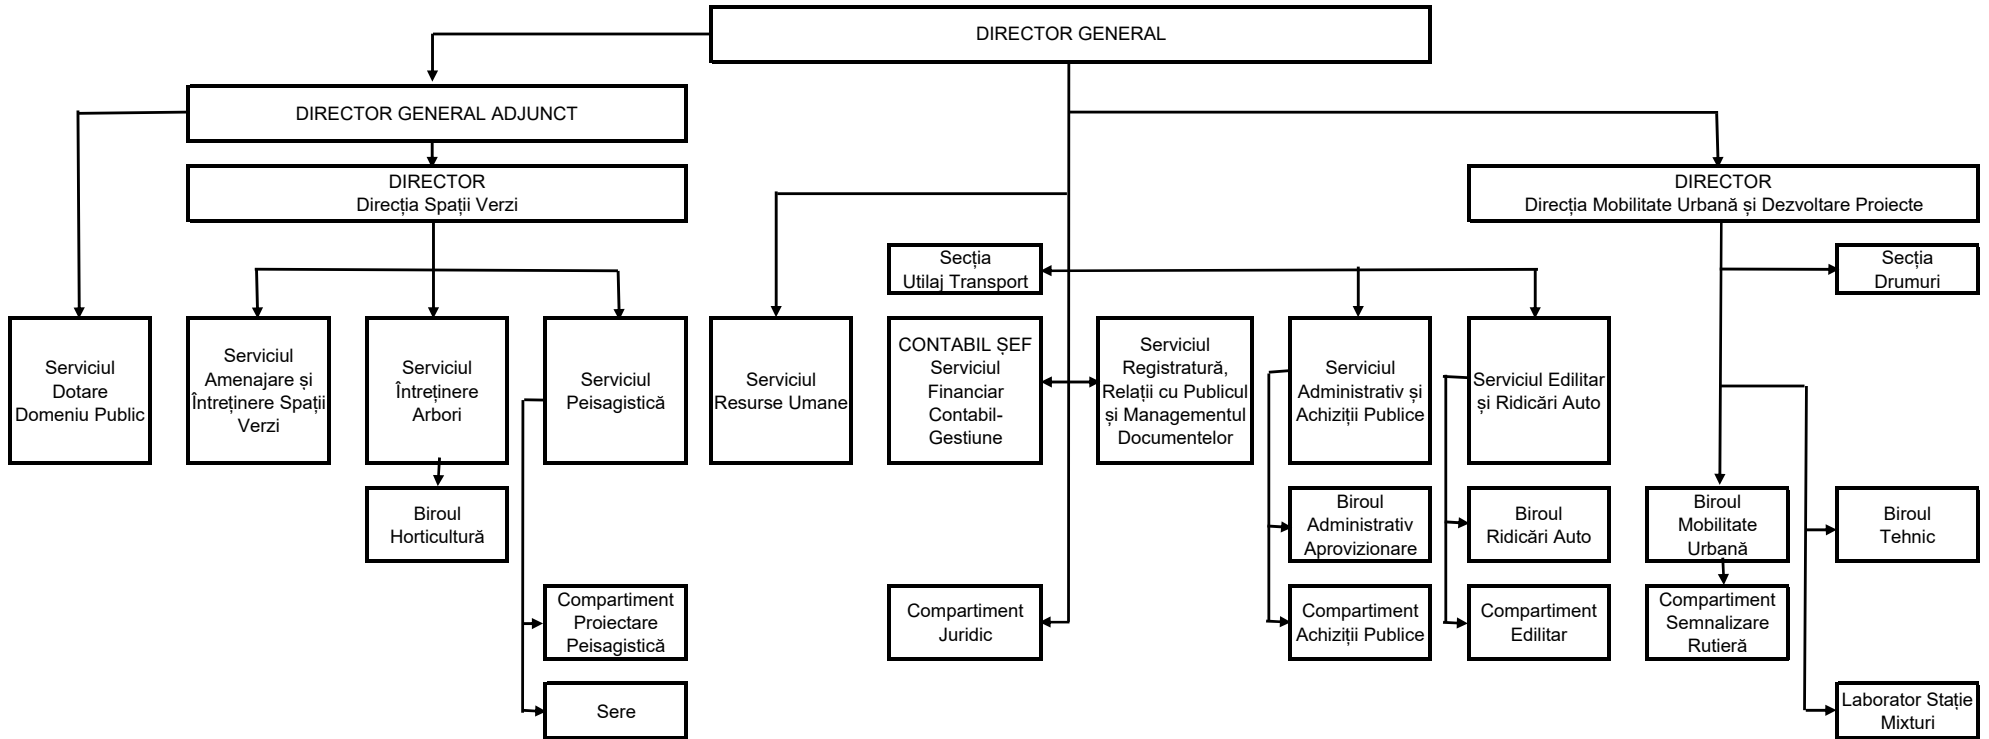 DIRECTOR GENERAL
DIRECTOR GENERAL ADJUNCT
DIRECTOR
Direcția Spații Verzi
DIRECTOR
Direcția Mobilitate Urbană și Dezvoltare Proiecte
Secția
Utilaj Transport
Secția
Drumuri
Serviciul
Dotare
Domeniu Public
Serviciul
Amenajare și
Întreținere Spații
Verzi
Serviciul
Întreținere
Arbori
Serviciul
Peisagistică
Serviciul
Resurse Umane
CONTABIL ȘEF
Serviciul
Financiar
Contabil-
Gestiune
Serviciul
Registratură,
Relații cu Publicul
și Managementul
Documentelor
Serviciul
Administrativ și
Achiziții Publice
Serviciul Edilitar
și Ridicări Auto
Biroul
Horticultură
Biroul
Administrativ
Aprovizionare
Biroul
Ridicări Auto
Biroul
Mobilitate
Urbană
Biroul
Tehnic
Compartiment
Proiectare
Peisagistică
Compartiment
Juridic
Compartiment
Achiziții Publice
Compartiment
Edilitar
Compartiment
Semnalizare
Rutieră
Sere
Laborator Stație
Mixturi